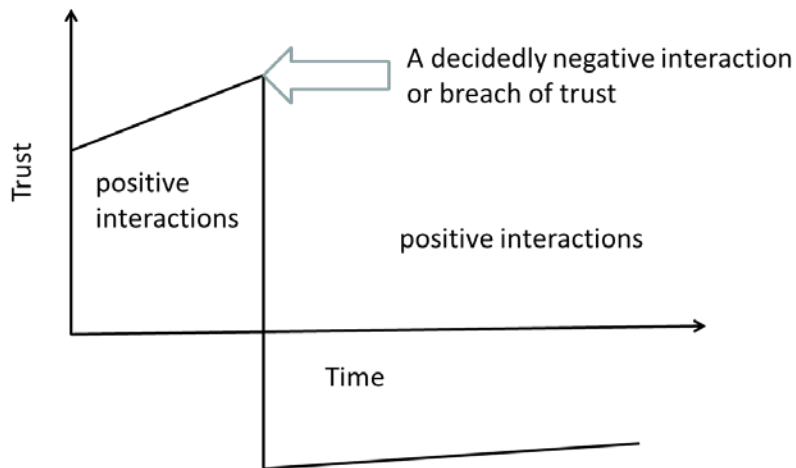 A decidedly negative interaction
or breach of trust
Trust
positive
interactions
positive interactions
Time